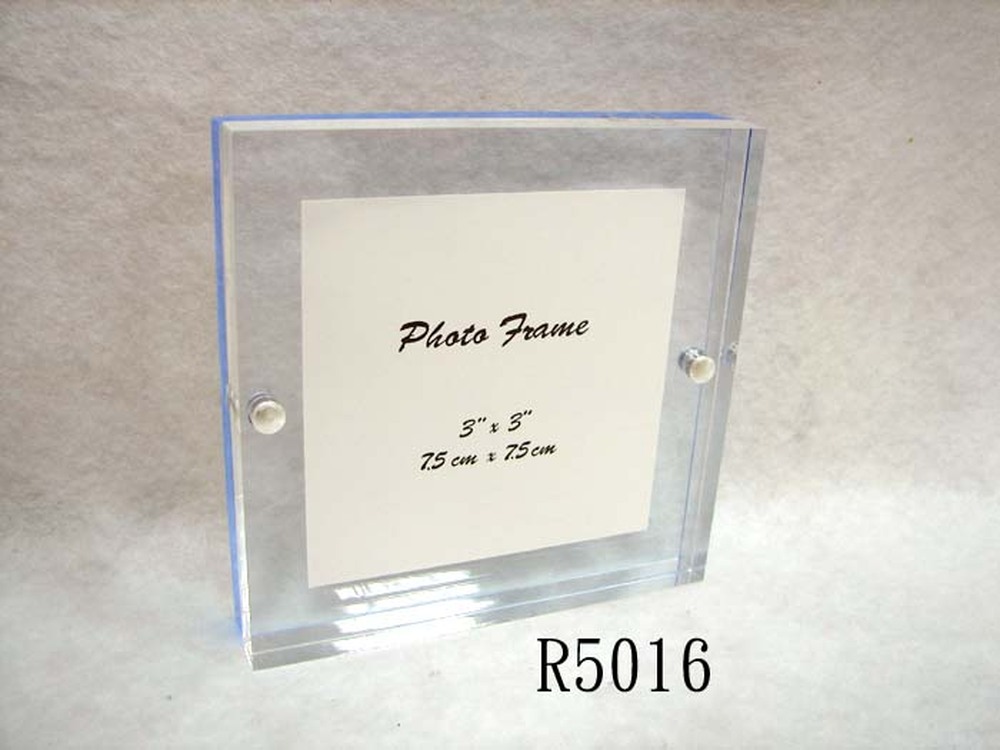 Photo Frame
3" x 3"
7.5 cm x 7.5 cm
R5016